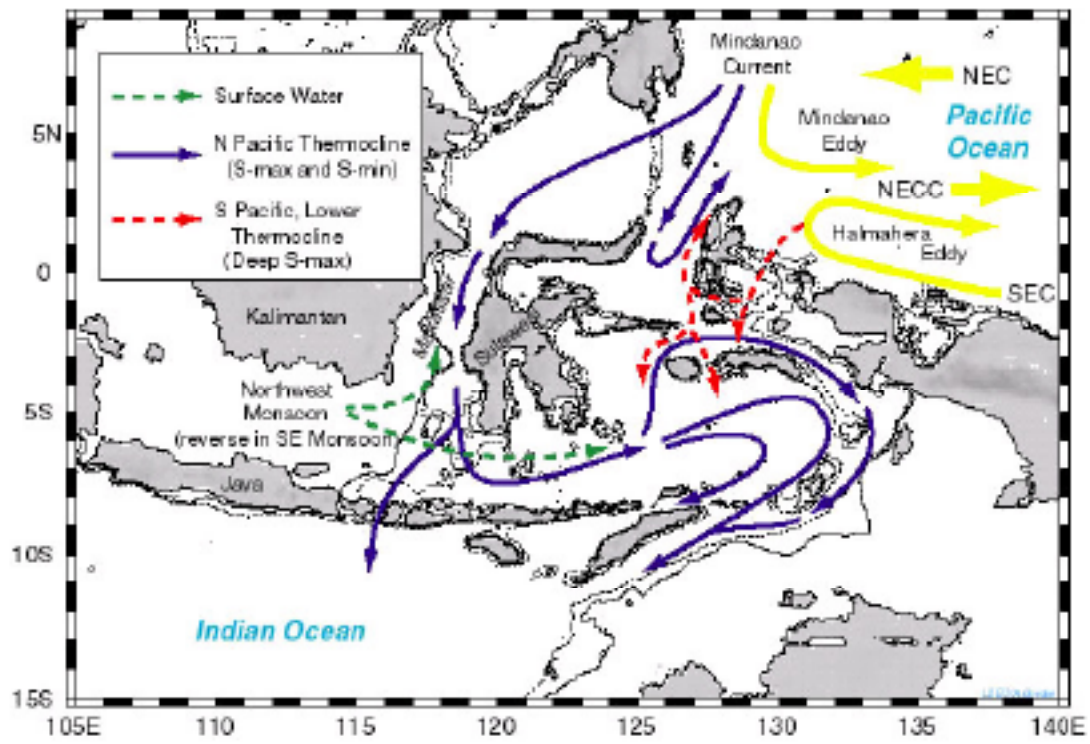 Surface Water
N Pacific Thermocline
(S-max and S-min)
S Pacific, Lower
Thermocline
(Deep S-max)
Mindanao
Current
NEC
Pacific
Ocean
Mindanao
Eddy
NECC
Halmahera
Eddy
SEC
Kalimantan
Sulawesi
Northwest
Monsoon
(reverse in SE Monsoon)
Java
Indian Ocean
5N
0
5S
10S
15S
105E
110
115
120
125
130
135
140E